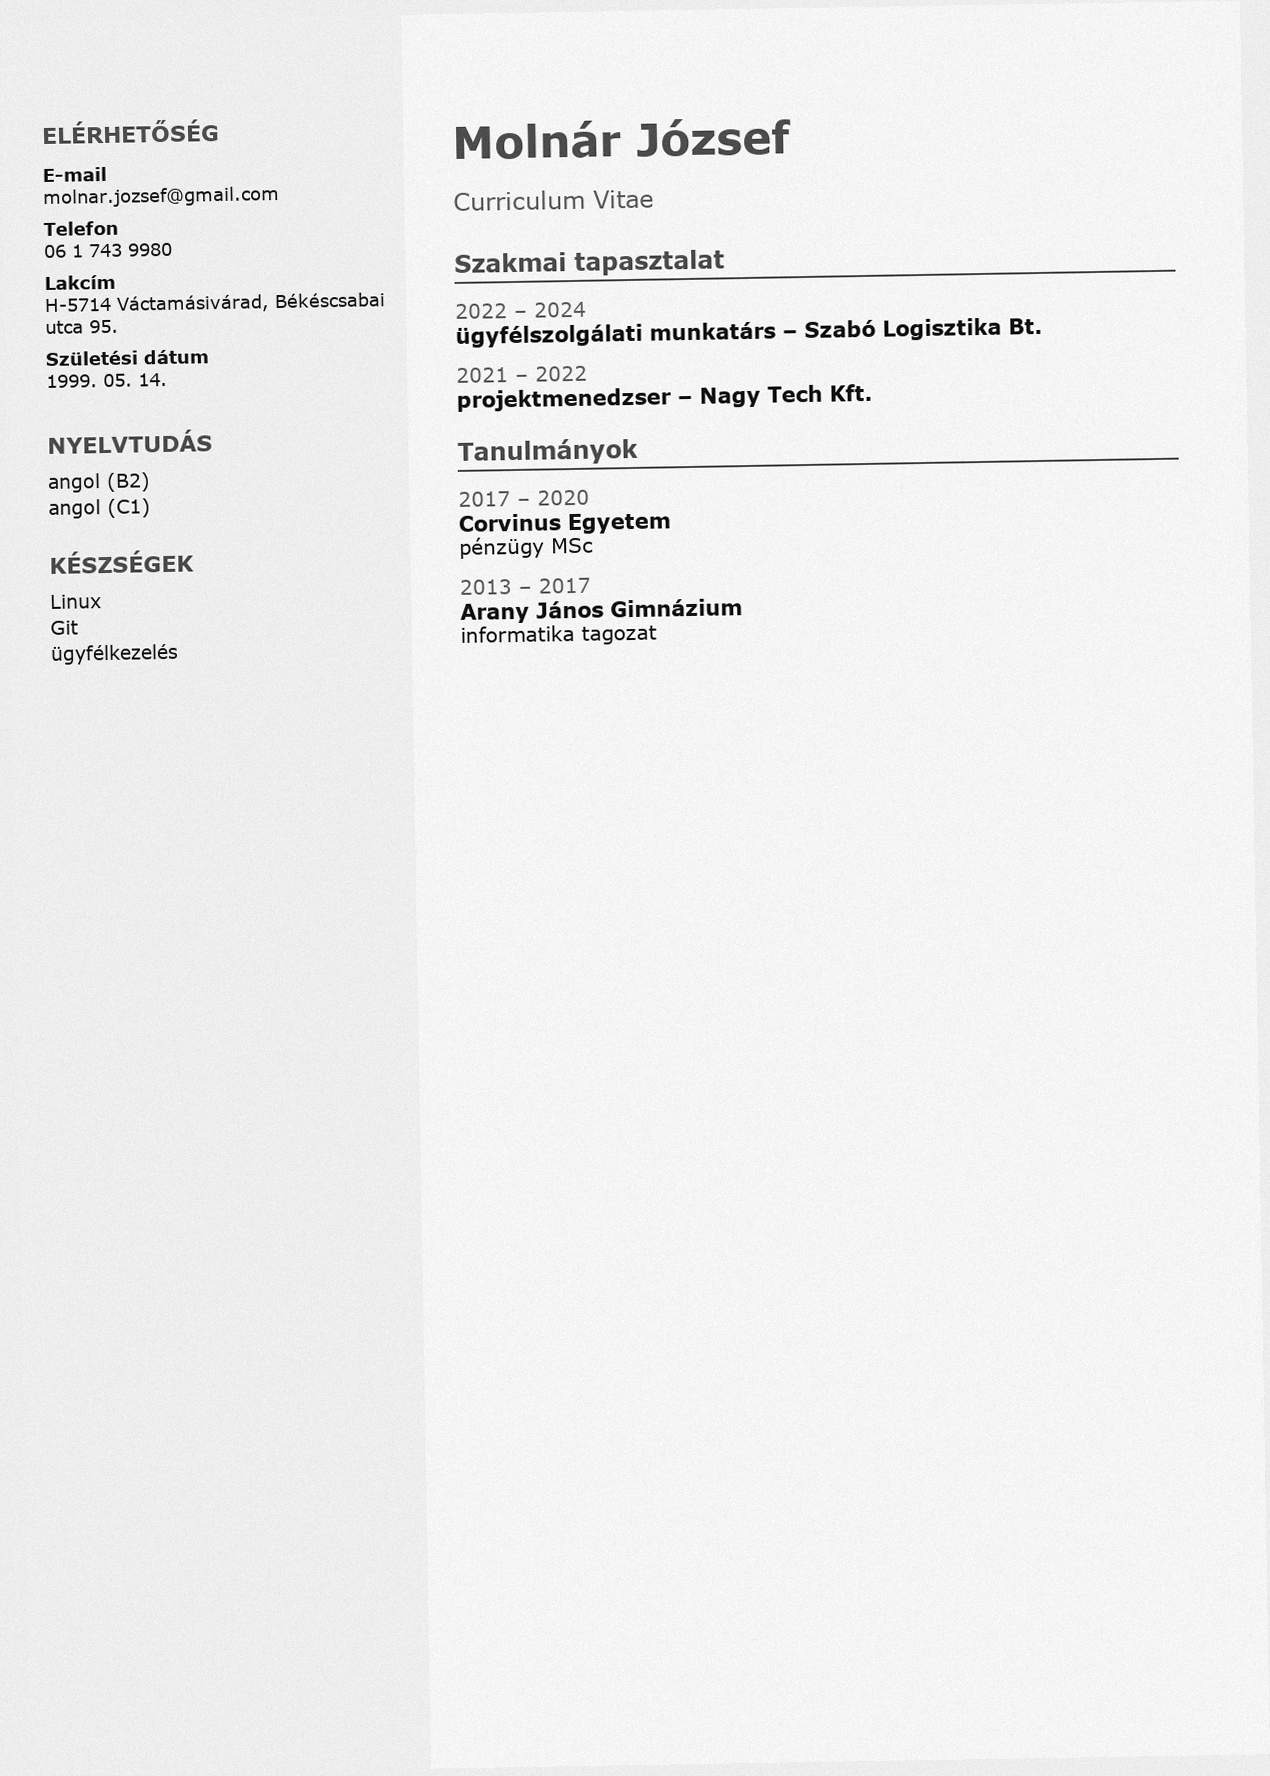 ELÉRHETŐSÉG
E-mail
molnar.jozsef@gmail.com
Telefon
06 1 743 9980
Lakcím
H-5714 Váctamásivárad, Békéscsabai
utca 95.
Születési dátum
1999. 05. 14.
NYELVTUDÁS
angol (B2)
angol (C1)
KÉSZSÉGEK
Linux
Git
ügyfélkezelés
Molnár József
Curriculum Vitae
Szakmai tapasztalat
2022 – 2024
ügyfélszolgálati munkatárs – Szabó Logisztika Bt.
2021 – 2022
projektmenedzser – Nagy Tech Kft.
Tanulmányok
2017 – 2020
Corvinus Egyetem
pénzügy MSc
2013 – 2017
Arany János Gimnázium
informatika tagozat